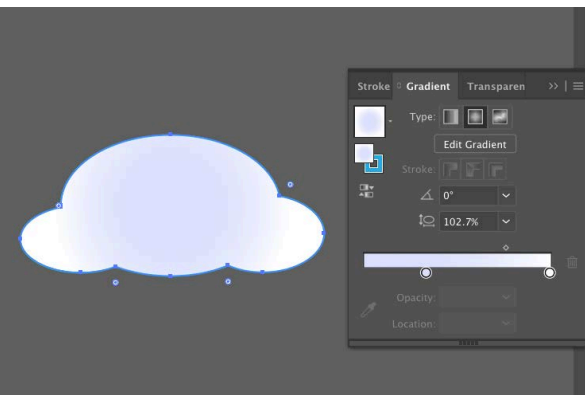 Stroke Gradient Transparen
Type:
Edit Gradient
Stroke:
0°
102.7%
Opacity:
Location: